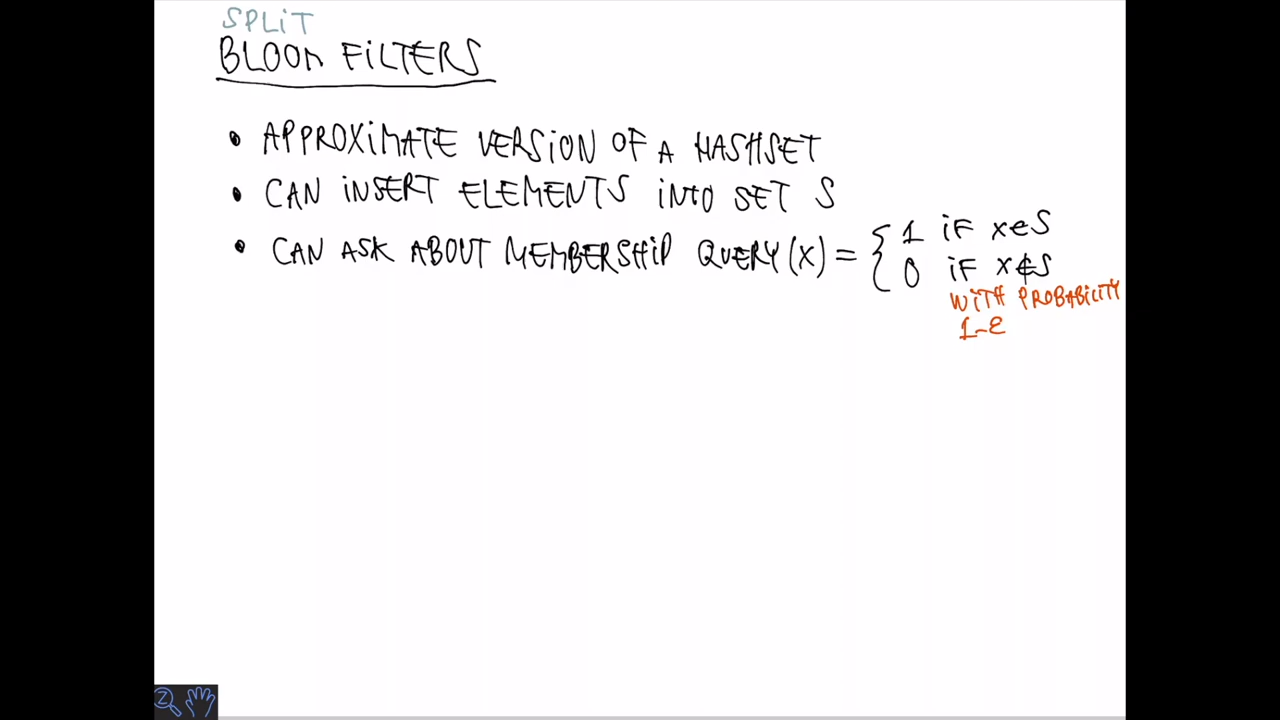 SPLiT
BLOOM FiLTERS
• APPROXiMATE VERSiON OF A HASHSET
• CAN iNSERT ELEMENTS iNTO SET S
• CAN ASK ABOUT MEMBERSHiP QUERY(X) = { 1 iF X∈S
0 iF X∉S
WiTH PROBABiLiTY
1-ε
Z